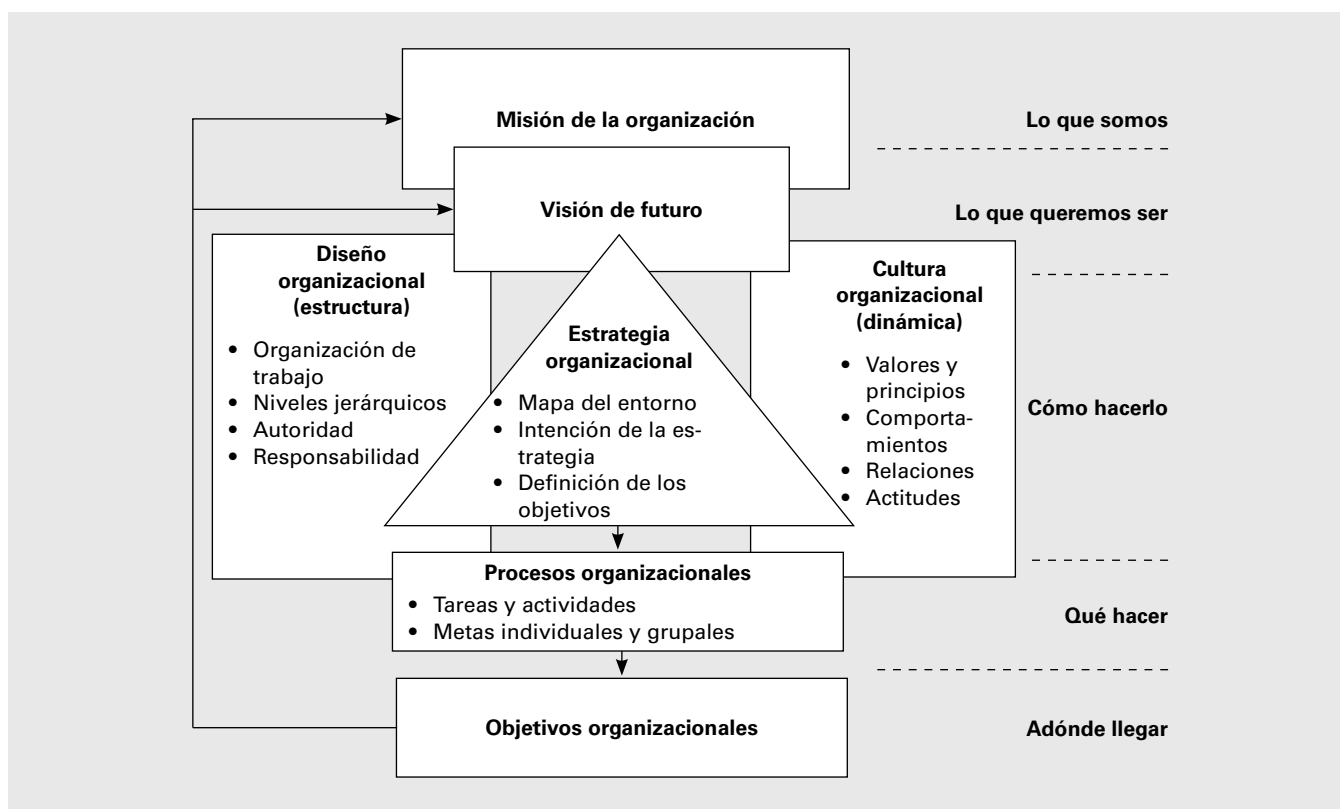 Misión de la organización
Lo que somos
Visión de futuro
Lo que queremos ser
Diseño
organizacional
(estructura)
• Organización de
trabajo
• Niveles jerárquicos
• Autoridad
• Responsabilidad
Estrategia
organizacional
• Mapa del entorno
• Intención de la es-
trategia
• Definición de los
objetivos
Cultura
organizacional
(dinámica)
• Valores y
principios
• Comporta-
mientos
• Relaciones
• Actitudes
Cómo hacerlo
Procesos organizacionales
• Tareas y actividades
• Metas individuales y grupales
Qué hacer
Objetivos organizacionales
Adónde llegar